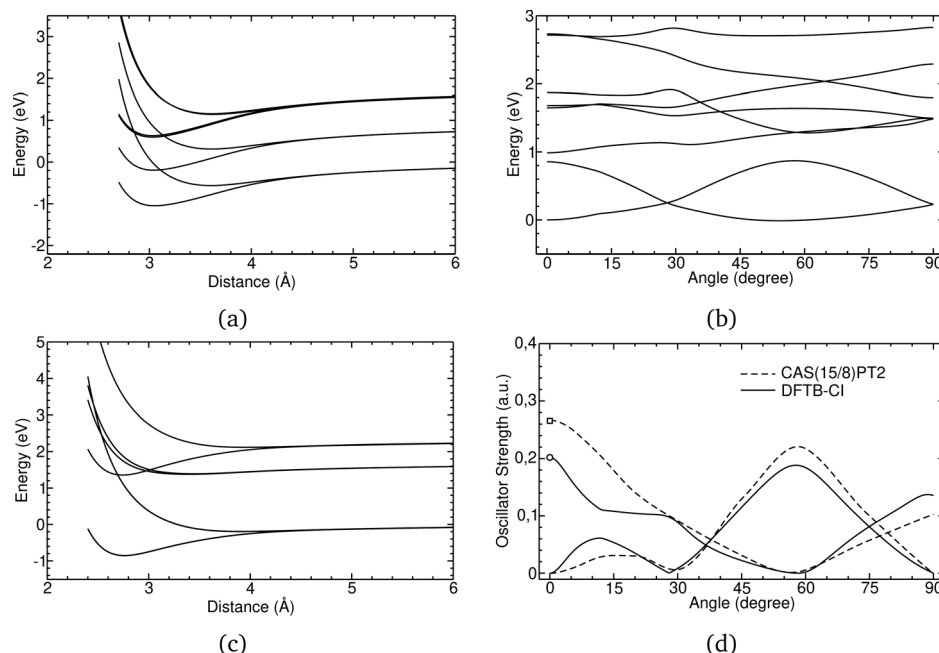 3
2
1
0
-1
-2
Energy (eV)
2 3 4 5 6
Distance (Å)
(a)
3
2
1
0
Energy (eV)
0 15 30 45 60 75 90
Angle (degree)
(b)
5
4
3
2
1
0
-1
Energy (eV)
2 3 4 5 6
Distance (Å)
(c)
0,4
0,3
0,2
0,1
0
Oscillator Strength (a.u.)
CAS(15/8)PT2
DFTB-CI
0 15 30 45 60 75 90
Angle (degree)
(d)